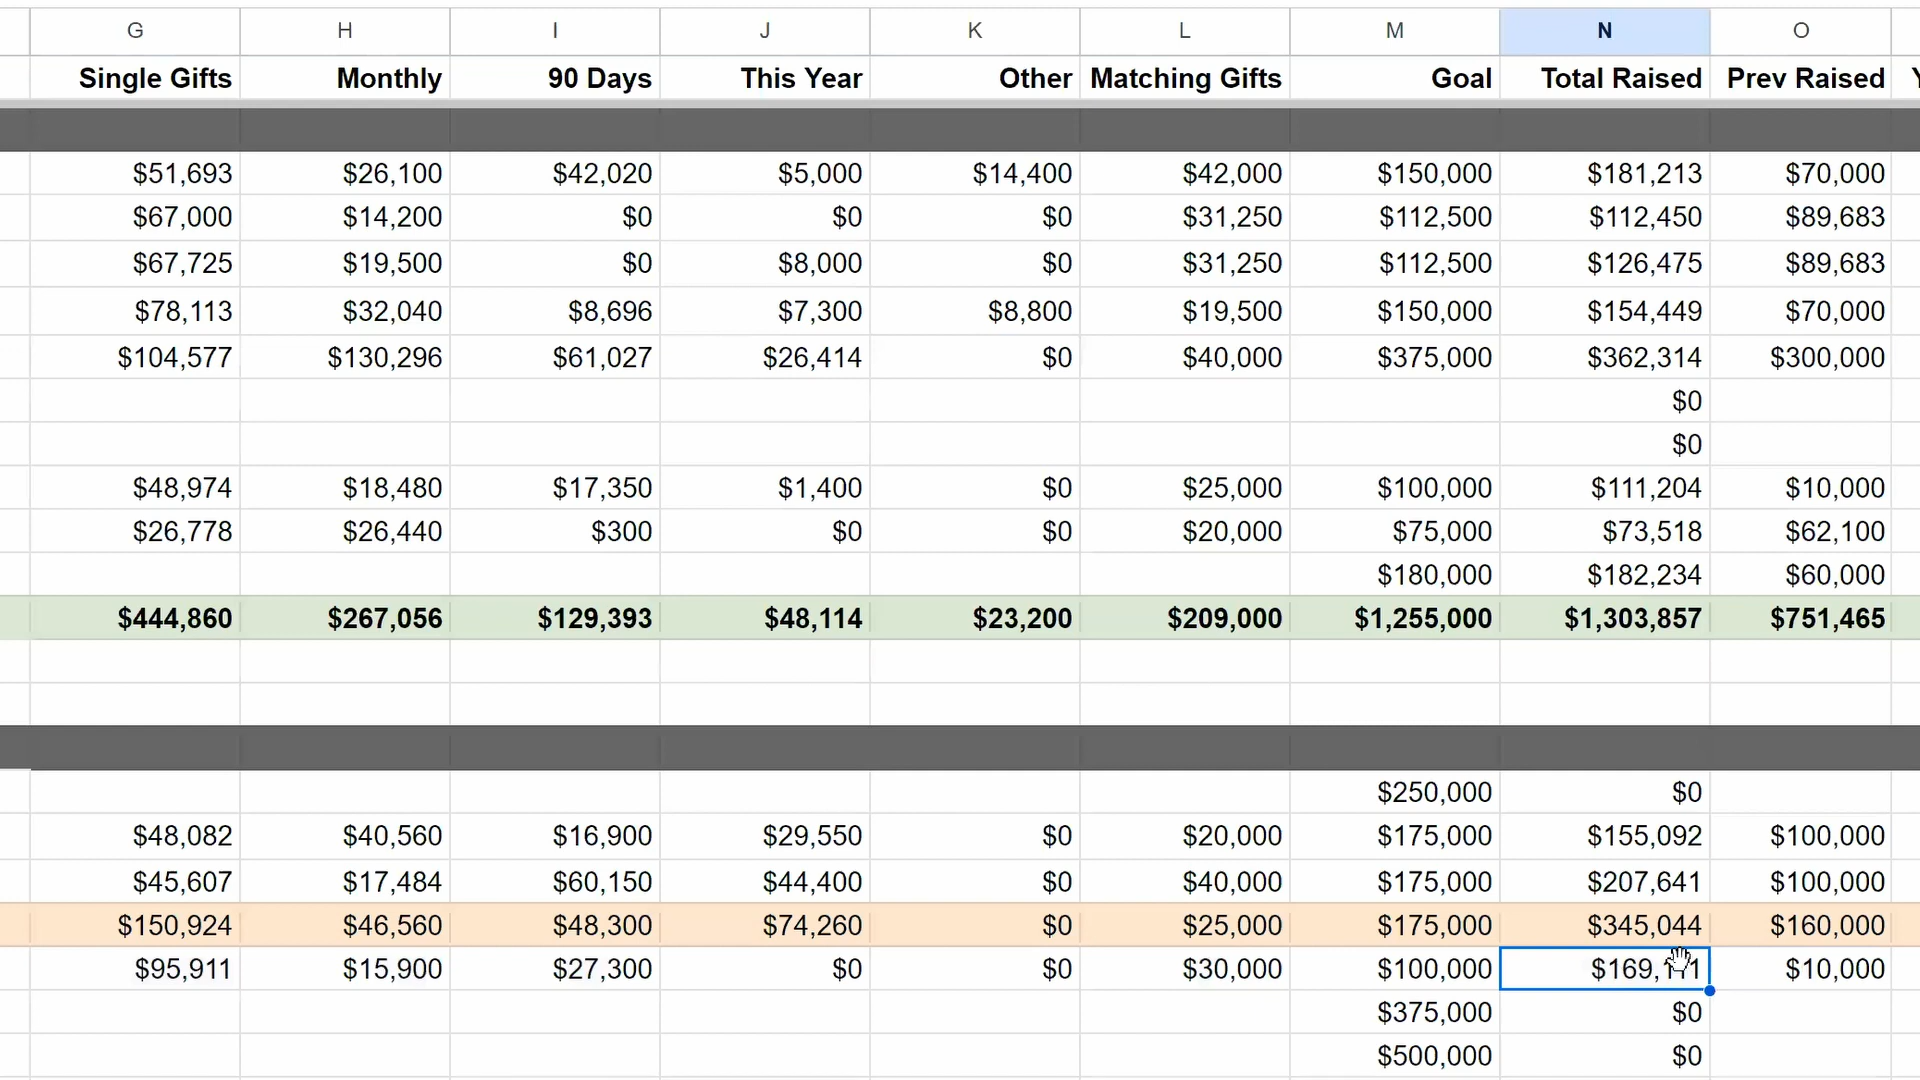 G H I J K L M N O
Single Gifts Monthly 90 Days This Year Other Matching Gifts Goal Total Raised Prev Raised
$51,693 $26,100 $42,020 $5,000 $14,400 $42,000 $150,000 $181,213 $70,000
$67,000 $14,200 $0 $0 $0 $31,250 $112,500 $112,450 $89,683
$67,725 $19,500 $0 $8,000 $0 $31,250 $112,500 $126,475 $89,683
$78,113 $32,040 $8,696 $7,300 $8,800 $19,500 $150,000 $154,449 $70,000
$104,577 $130,296 $61,027 $26,414 $0 $40,000 $375,000 $362,314 $300,000
$0
$0
$48,974 $18,480 $17,350 $1,400 $0 $25,000 $100,000 $111,204 $10,000
$26,778 $26,440 $300 $0 $0 $20,000 $75,000 $73,518 $62,100
$180,000 $182,234 $60,000
$444,860 $267,056 $129,393 $48,114 $23,200 $209,000 $1,255,000 $1,303,857 $751,465
$250,000 $0
$48,082 $40,560 $16,900 $29,550 $0 $20,000 $175,000 $155,092 $100,000
$45,607 $17,484 $60,150 $44,400 $0 $40,000 $175,000 $207,641 $100,000
$150,924 $46,560 $48,300 $74,260 $0 $25,000 $175,000 $345,044 $160,000
$95,911 $15,900 $27,300 $0 $0 $30,000 $100,000 $169,111 $10,000
$375,000 $0
$500,000 $0